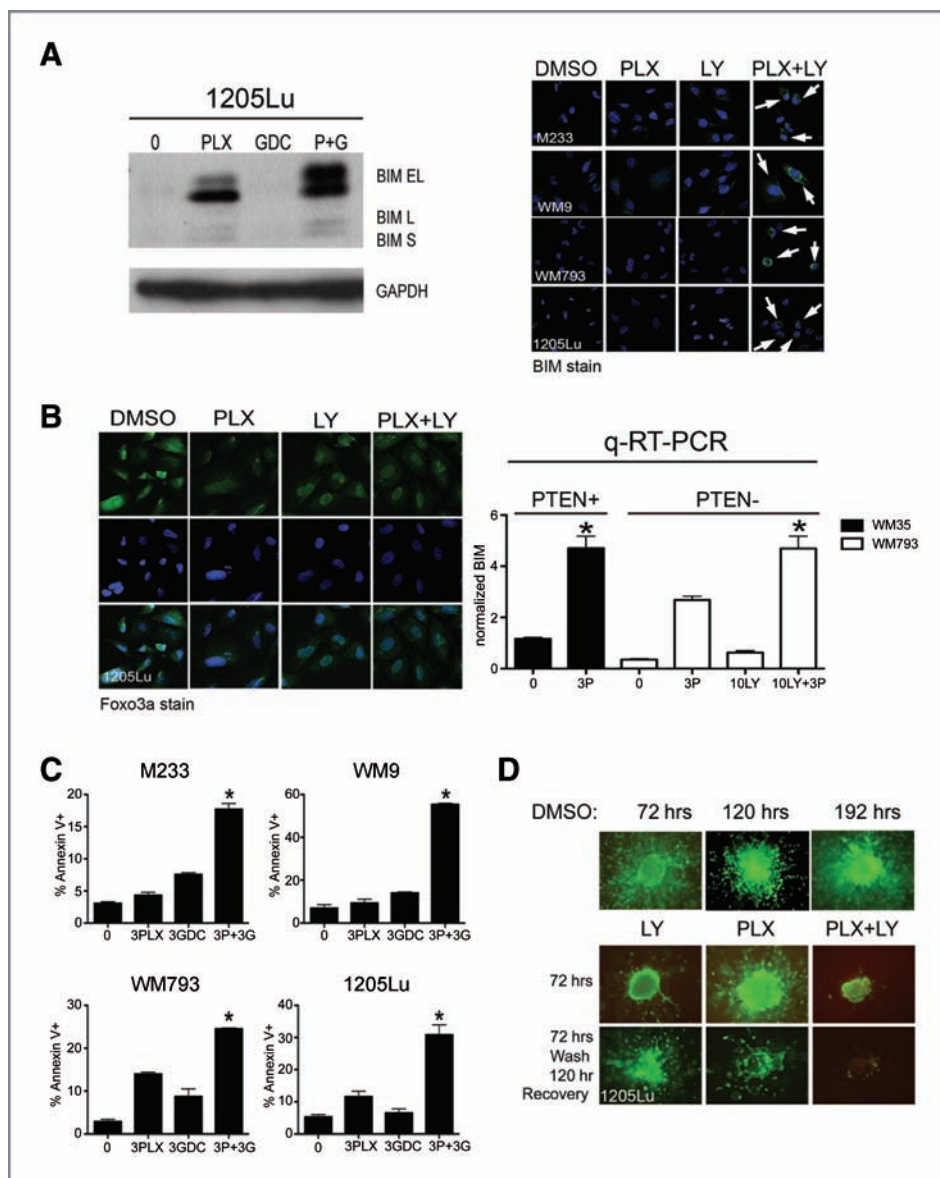 A
1205Lu
0 PLX GDC P+G
BIM EL
BIM L
BIM S
GAPDH
DMSO PLX LY PLX+LY
M233
WM9
WM793
1205Lu
BIM stain
B
DMSO PLX LY PLX+LY
1205Lu
Foxo3a stain
q-RT-PCR
PTEN+ PTEN-
6
4
2
0
normalized BIM
* *
0 3P 0 3P 10LY 10LY+3P
WM35
WM793
C
M233
% Annexin V+
20
15
10
5
0
*
0 3PLX 3GDC 3P+3G
WM9
% Annexin V+
60
40
20
0
*
0 3PLX 3GDC 3P+3G
WM793
% Annexin V+
30
20
10
0
*
0 3PLX 3GDC 3P+3G
1205Lu
% Annexin V+
40
30
20
10
0
*
0 3PLX 3GDC 3P+3G
D
DMSO: 72 hrs 120 hrs 192 hrs
LY PLX PLX+LY
72 hrs
72 hrs
Wash
120 hr
Recovery
1205Lu